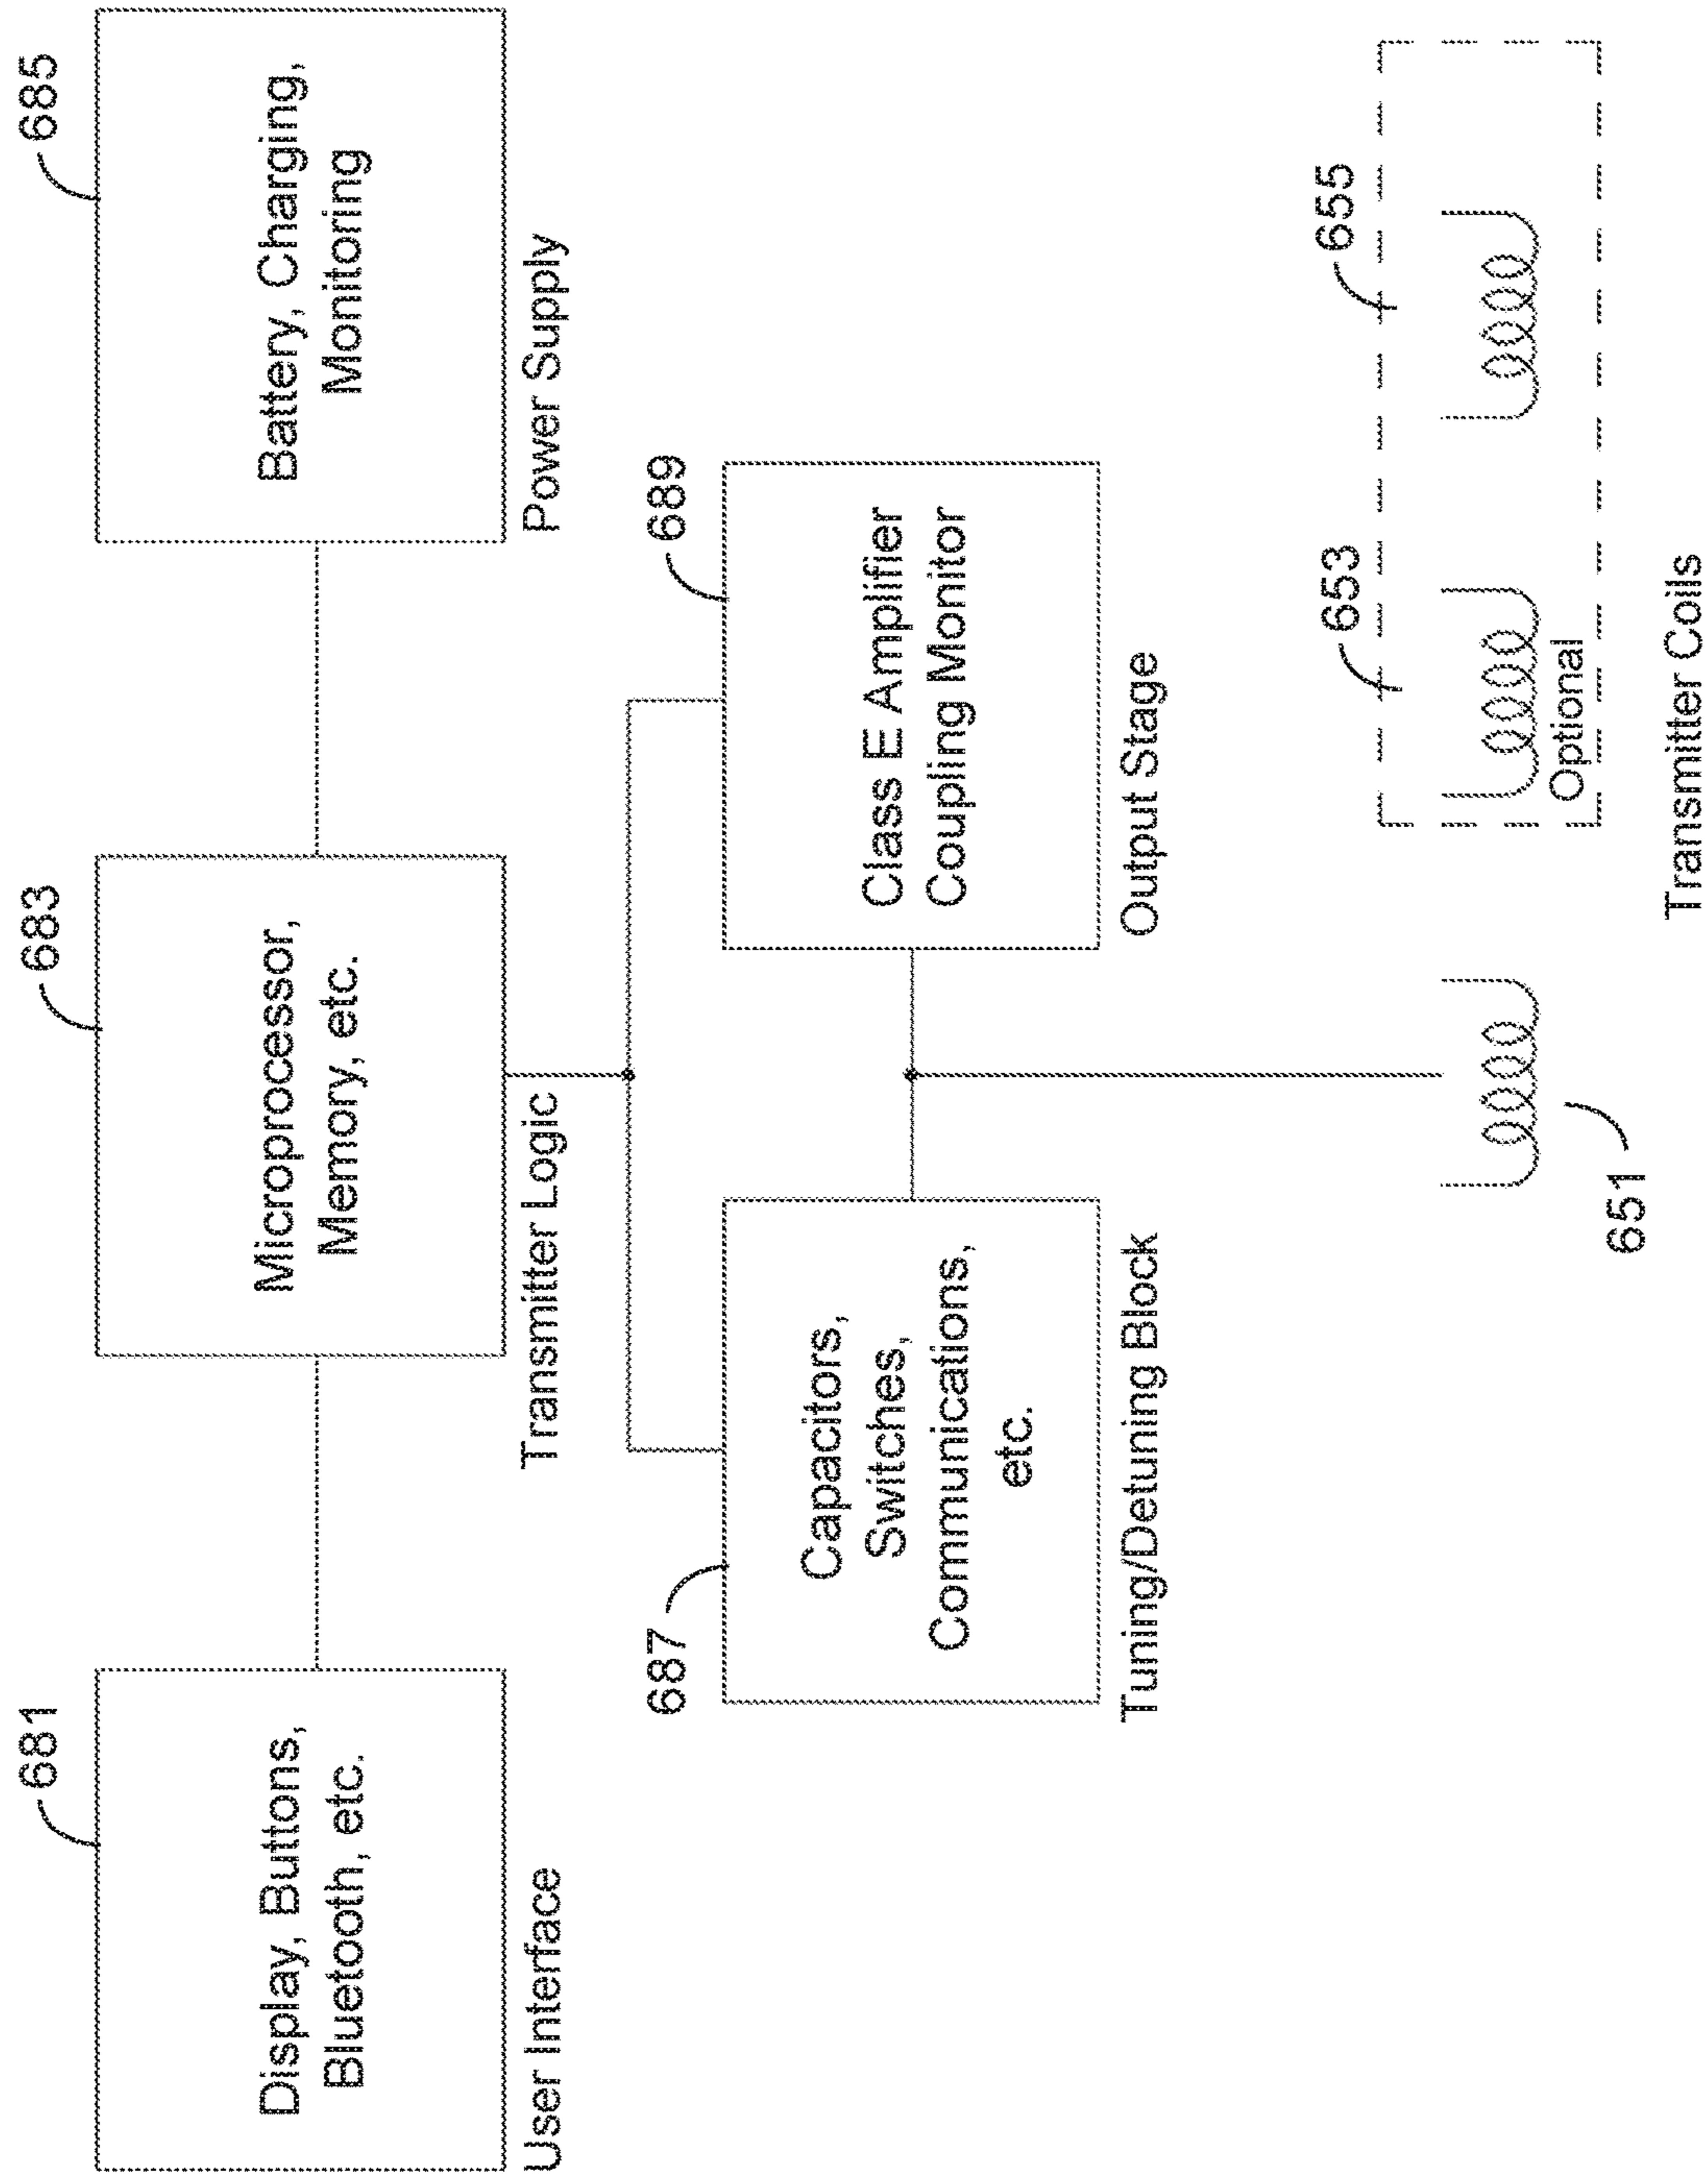 681
Display, Buttons,
Bluetooth, etc.
User Interface
683
Microprocessor,
Memory, etc.
Transmitter Logic
685
Battery, Charging,
Monitoring
Power Supply
687
Capacitors,
Switches,
Communications,
etc.
Tuning/Detuning Block
689
Class E Amplifier
Coupling Monitor
Output Stage
651
653
Optional
655
Transmitter Coils